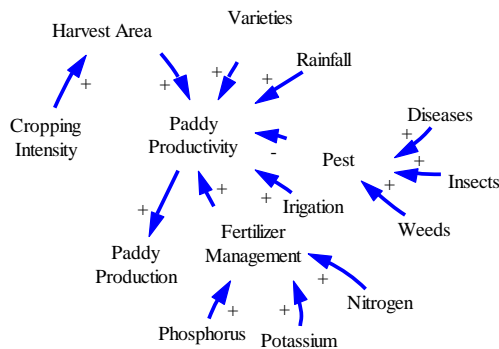 Varieties
Harvest Area
Rainfall
+
+
+
+
Diseases
Cropping
Intensity
Paddy
Productivity
-
Pest
+
+
+
Insects
+
+
Irigation
Weeds
+
Paddy
Production
Fertilizer
Management
+
Nitrogen
+
+
Phosphorus
Potassium